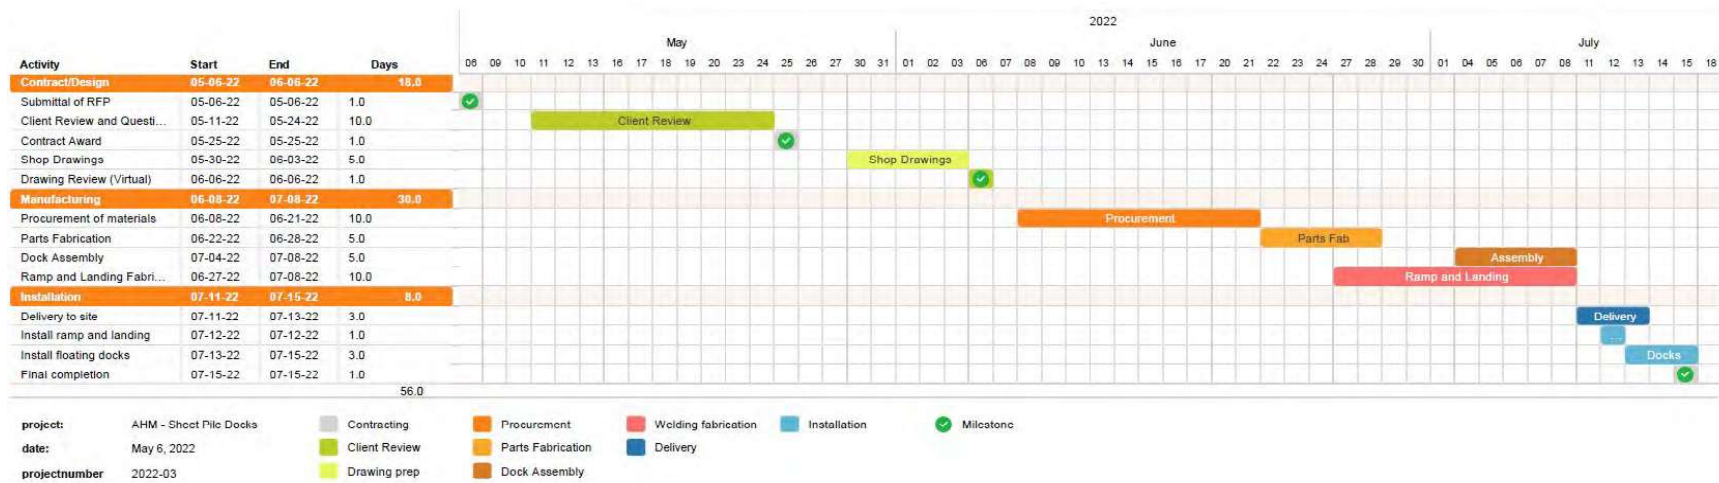 2022
May June July
Activity Start End Days 06 09 10 11 12 13 16 17 18 19 20 23 24 25 26 27 30 31 01 02 03 06 07 08 09 10 13 14 15 16 17 20 21 22 23 24 27 28 29 30 01 04 05 06 07 08 11 12 13 14 15 18
Contract/Design 05-06-22 06-06-22 18.0
Submittal of RFP 05-06-22 05-06-22 1.0
Client Review and Questi... 05-11-22 05-24-22 10.0 Client Review
Contract Award 05-25-22 05-25-22 1.0
Shop Drawings 05-30-22 06-03-22 5.0 Shop Drawings
Drawing Review (Virtual) 06-06-22 06-06-22 1.0
Manufacturing 06-08-22 07-08-22 30.0
Procurement of materials 06-08-22 06-21-22 10.0 Procurement
Parts Fabrication 06-22-22 06-28-22 5.0 Parts Fab
Dock Assembly 07-04-22 07-08-22 5.0 Assembly
Ramp and Landing Fabri... 06-27-22 07-08-22 10.0 Ramp and Landing
Installation 07-11-22 07-15-22 8.0
Delivery to site 07-11-22 07-13-22 3.0 Delivery
Install ramp and landing 07-12-22 07-12-22 1.0 ...
Install floating docks 07-13-22 07-15-22 3.0 Docks
Final completion 07-15-22 07-15-22 1.0
56.0
project: AHM - Sheet Pile Docks Contracting Procurement Welding fabrication Installation Milestone
date: May 6, 2022 Client Review Parts Fabrication Delivery
projectnumber 2022-03 Drawing prep Dock Assembly